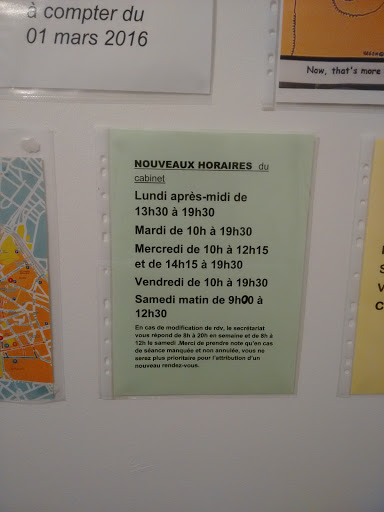 à compter du
01 mars 2016
Now, that's more
NOUVEAUX HORAIRES du
cabinet
Lundi après-midi de
13h30 à 19h30
Mardi de 10h à 19h30
Mercredi de 10h à 12h15
et de 14h15 à 19h30
Vendredi de 10h à 19h30
Samedi matin de 9h00 à
12h30
En cas de modification de rdv, le secrétariat
vous répond de 8h à 20h en semaine et de 8h à
12h le samedi .Merci de prendre note qu'en cas
de séance manquée et non annulée, vous ne
serez plus prioritaire pour l'attribution d'un
nouveau rendez-vous.